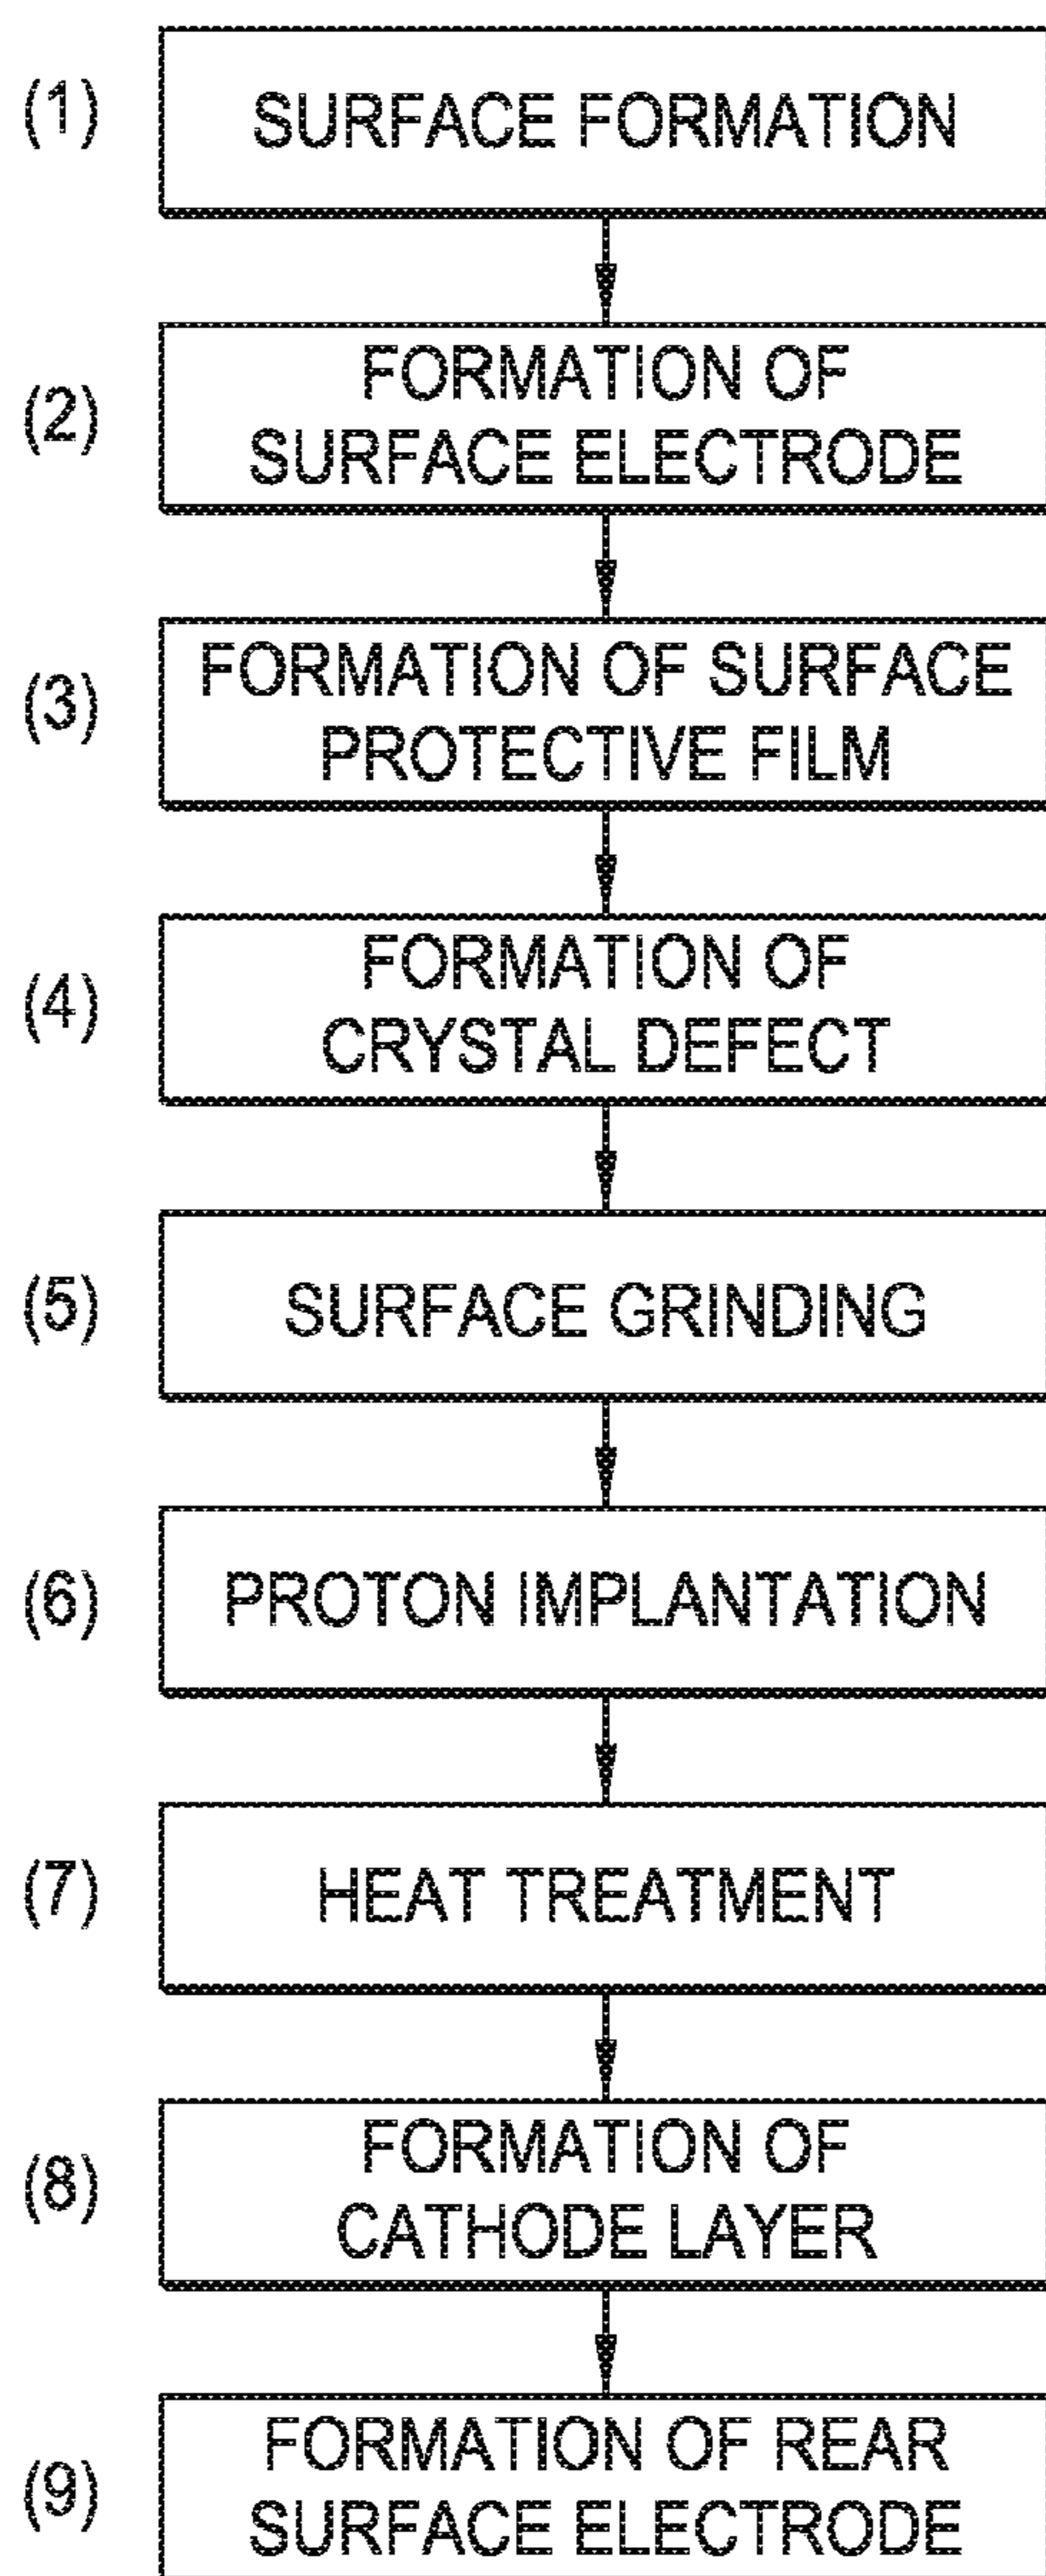 (1) SURFACE FORMATION
(2) FORMATION OF
SURFACE ELECTRODE
(3) FORMATION OF SURFACE
PROTECTIVE FILM
(4) FORMATION OF
CRYSTAL DEFECT
(5) SURFACE GRINDING
(6) PROTON IMPLANTATION
(7) HEAT TREATMENT
(8) FORMATION OF
CATHODE LAYER
(9) FORMATION OF REAR
SURFACE ELECTRODE